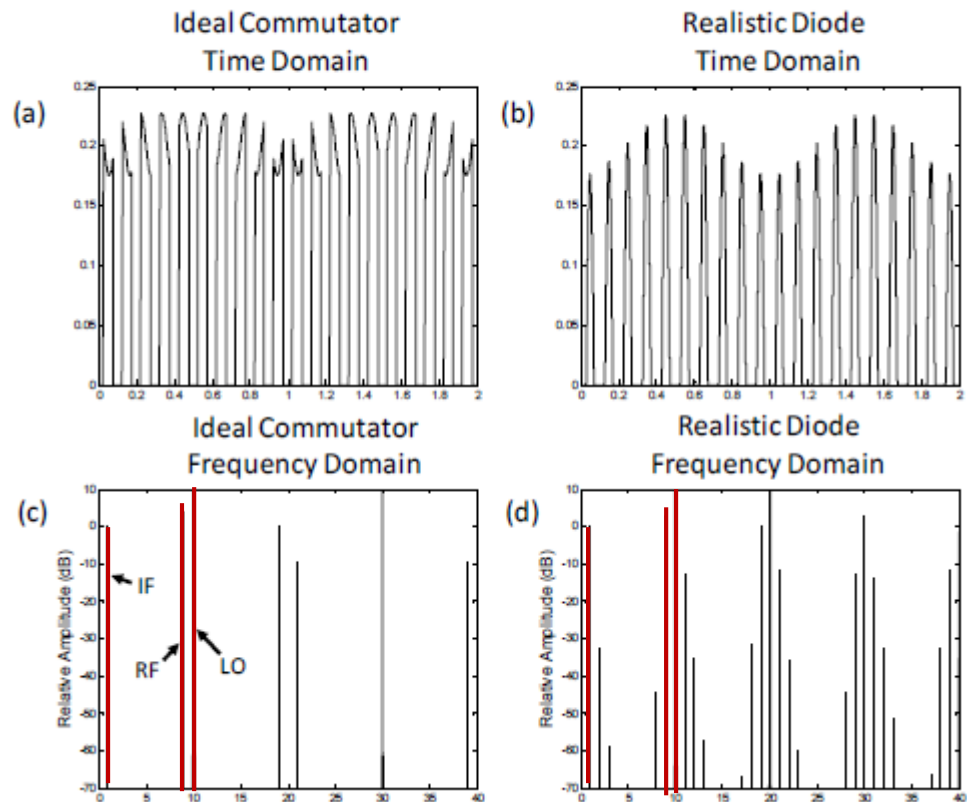 Ideal Commutator
Time Domain
Realistic Diode
Time Domain
(a)
0.25
0.2
0.15
0.1
0.05
0
0 0.2 0.4 0.6 0.8 1 1.2 1.4 1.6 1.8 2
(b)
0.25
0.2
0.15
0.1
0.05
0
0 0.2 0.4 0.6 0.8 1 1.2 1.4 1.6 1.8 2
Ideal Commutator
Frequency Domain
Realistic Diode
Frequency Domain
(c)
Relative Amplitude (dB)
10
0
-10
-20
-30
-40
-50
-60
-70
IF
RF
LO
0 5 10 15 20 25 30 35 40
(d)
Relative Amplitude (dB)
10
0
-10
-20
-30
-40
-50
-60
-70
0 5 10 15 20 25 30 35 40